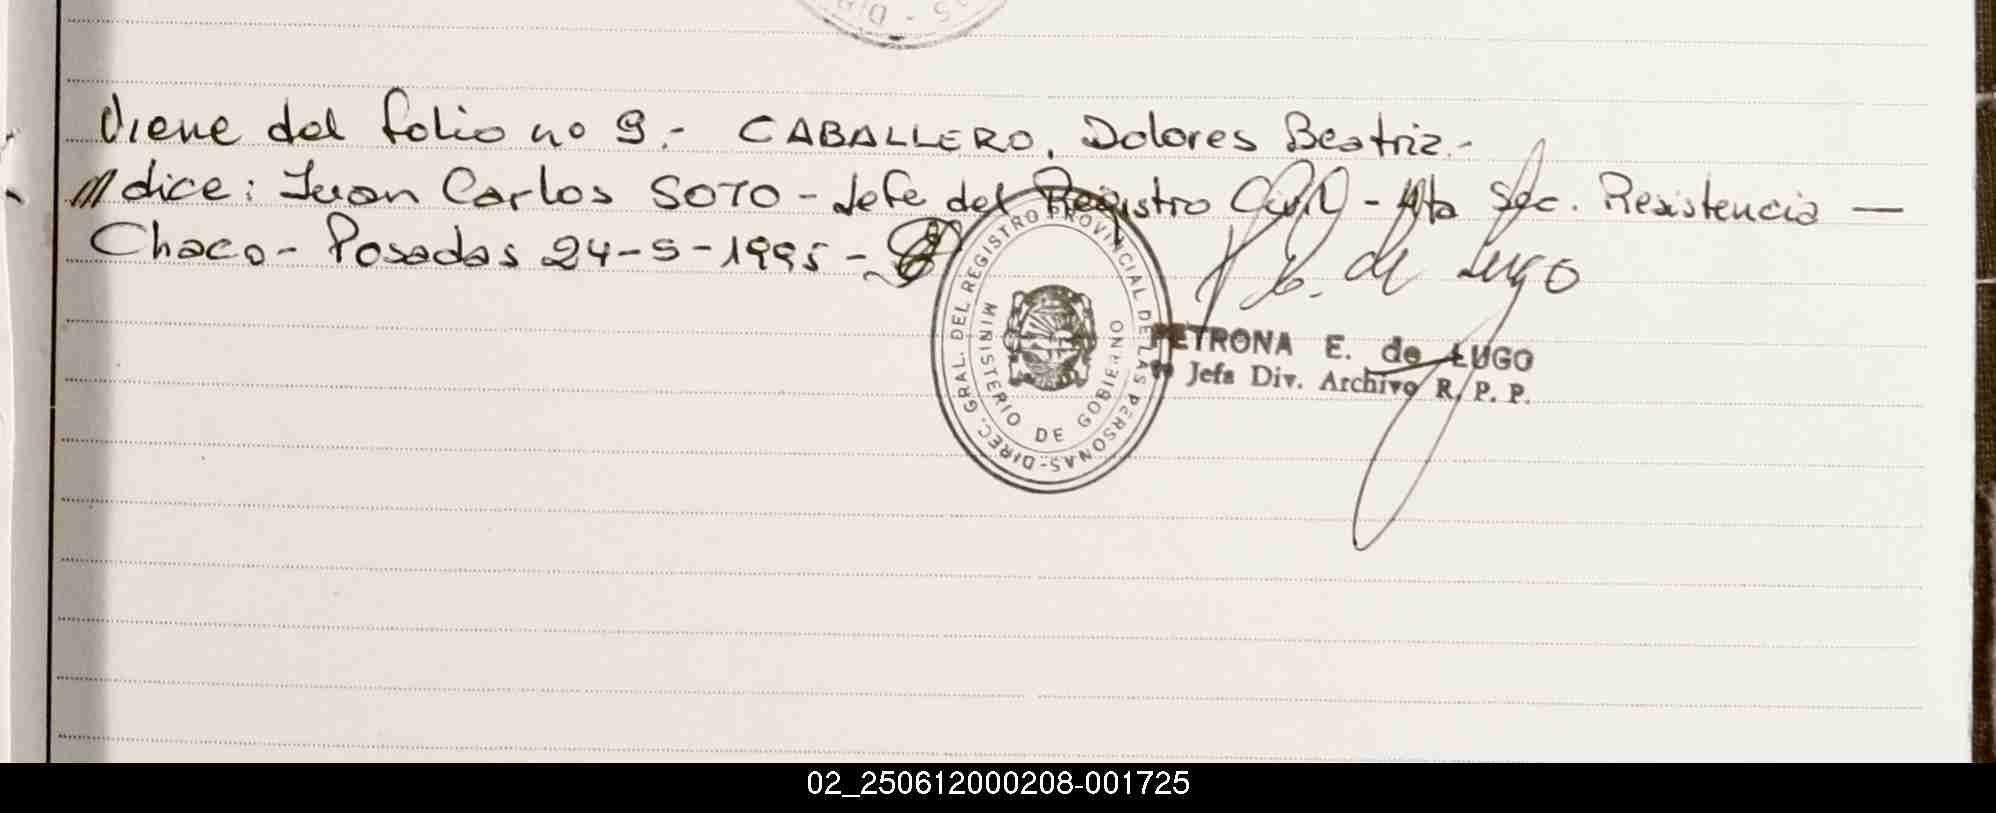 Viene del folio no 9.- CABALLERO, Dolores Beatriz.-
dice: Juan Carlos SOTO - Jefe del Registro Civil - 4ta Sec. Resistencia —
Chaco - Posadas 24-5-1995 -
P. E. de Lugo
DIREC. GRAL. DEL REGISTRO PROVINCIAL DE LAS PERSONAS-
MINISTERIO DE GOBIERNO
PETRONA E. de LUGO
Jefa Div. Archivo R. P. P.
02_250612000208-001725